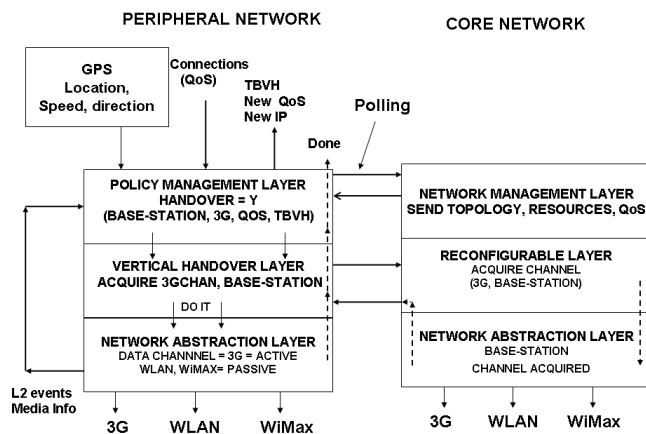 PERIPHERAL NETWORK
CORE NETWORK
GPS
Location,
Speed, direction
Connections
(QoS)
TBVH
New QoS
New IP
Polling
Done
POLICY MANAGEMENT LAYER
HANDOVER = Y
(BASE-STATION, 3G, QOS, TBVH)
VERTICAL HANDOVER LAYER
ACQUIRE 3GCHAN, BASE-STATION
DO IT
NETWORK ABSTRACTION LAYER
DATA CHANNNEL = 3G = ACTIVE
WLAN, WiMAX= PASSIVE
L2 events
Media Info
3G
WLAN
WiMax
NETWORK MANAGEMENT LAYER
SEND TOPOLOGY, RESOURCES, QoS
RECONFIGURABLE LAYER
ACQUIRE CHANNEL
(3G, BASE-STATION)
NETWORK ABSTRACTION LAYER
BASE-STATION
CHANNEL ACQUIRED
3G
WLAN
WiMax